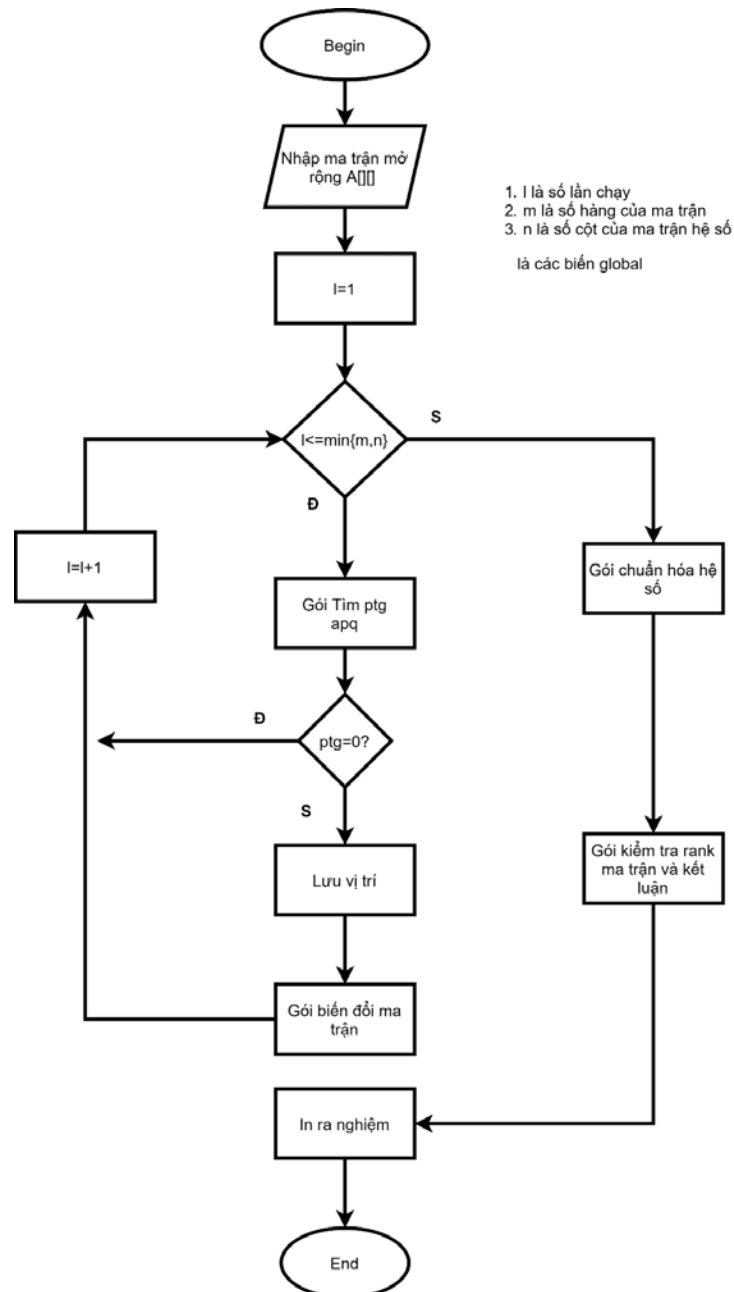 Begin
Nhập ma trận mở
rộng A[][]
1. I là số lần chạy
2. m là số hàng của ma trận
3. n là số cột của ma trận hệ số
là các biến global
I=1
I<=min{m,n}
S
Đ
I=I+1
Gói Tìm ptg
apq
Gói chuẩn hóa hệ
số
Đ
ptg=0?
S
Lưu vị trí
Gói kiểm tra rank
ma trận và kết
luận
Gói biến đổi ma
trận
In ra nghiệm
End